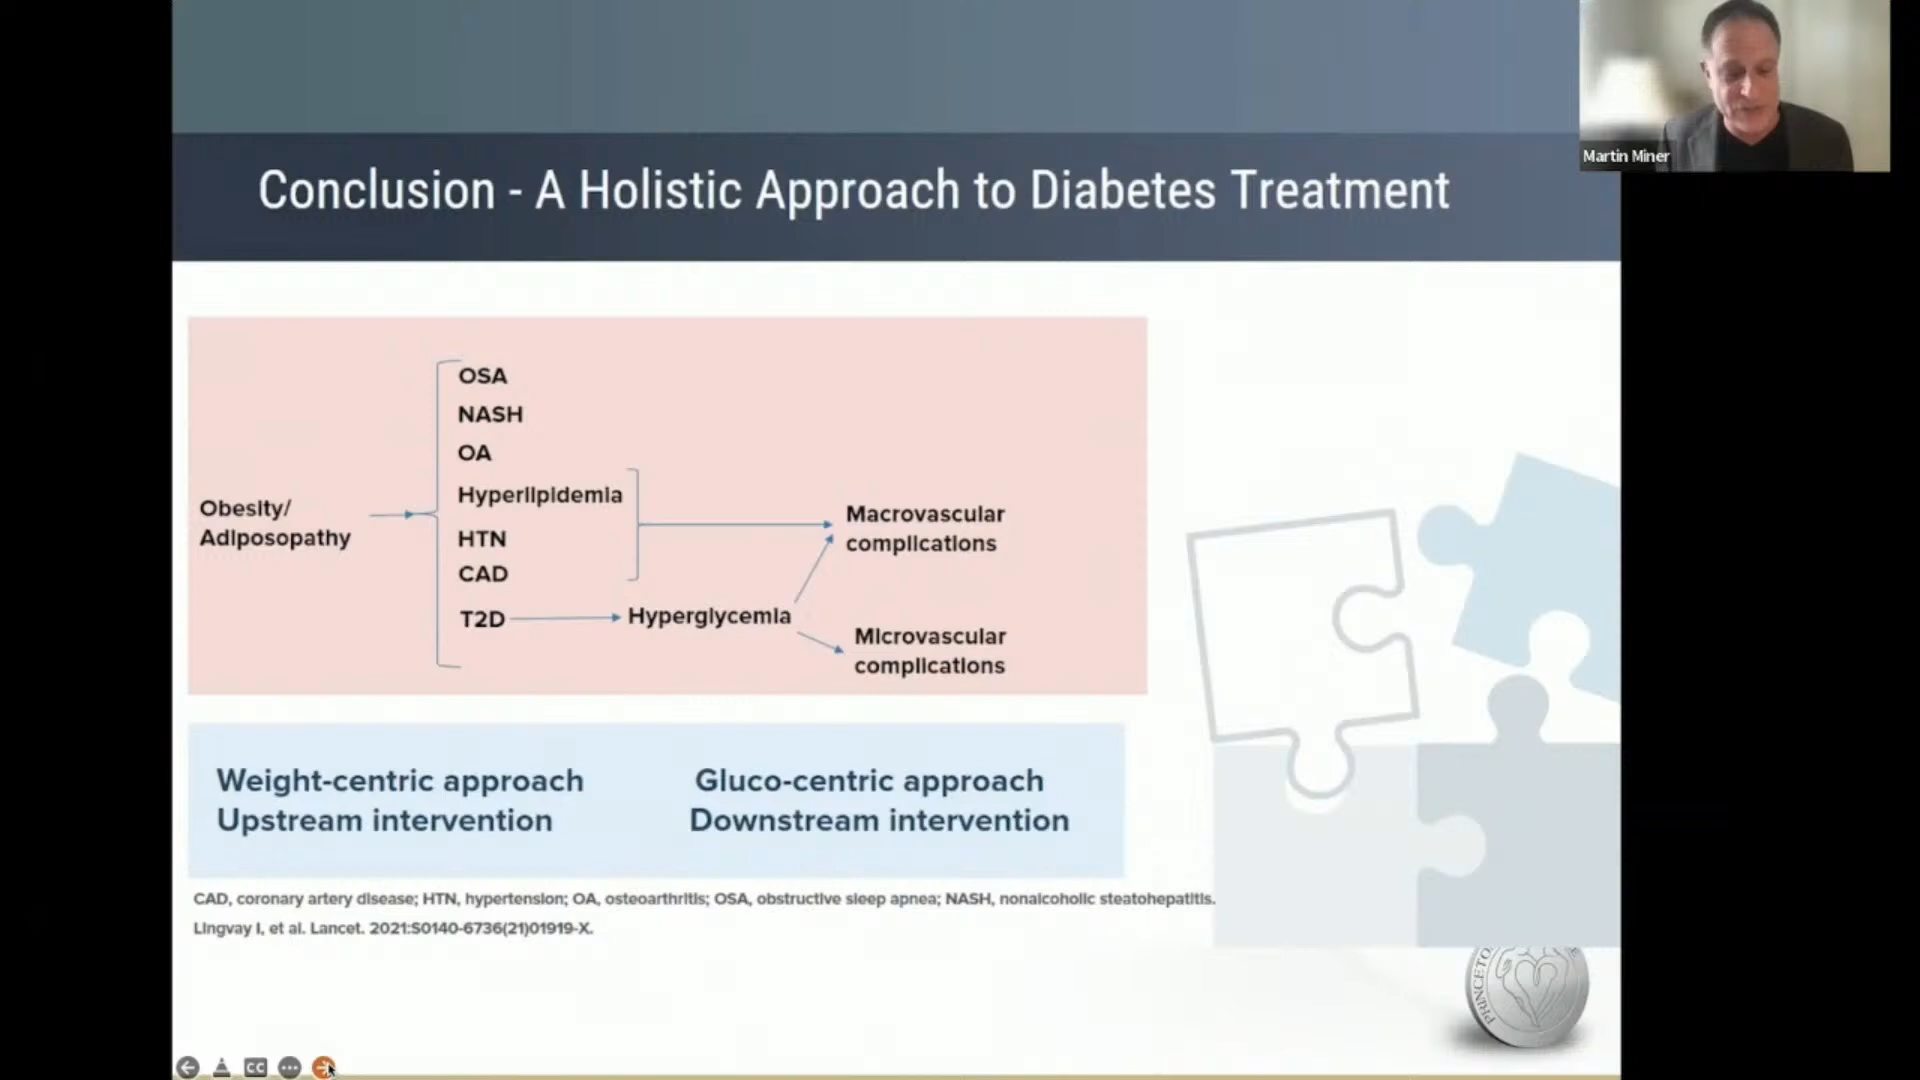 Martin Miner
Conclusion - A Holistic Approach to Diabetes Treatment
OSA
NASH
OA
Hyperlipidemia
HTN
CAD
T2D
Obesity/
Adiposopathy
Hyperglycemia
Macrovascular
complications
Microvascular
complications
Weight-centric approach
Upstream intervention
Gluco-centric approach
Downstream intervention
CAD, coronary artery disease; HTN, hypertension; OA, osteoarthritis; OSA, obstructive sleep apnea; NASH, nonalcoholic steatohepatitis.
Lingvay I, et al. Lancet. 2021:S0140-6736(21)01919-X.
CC